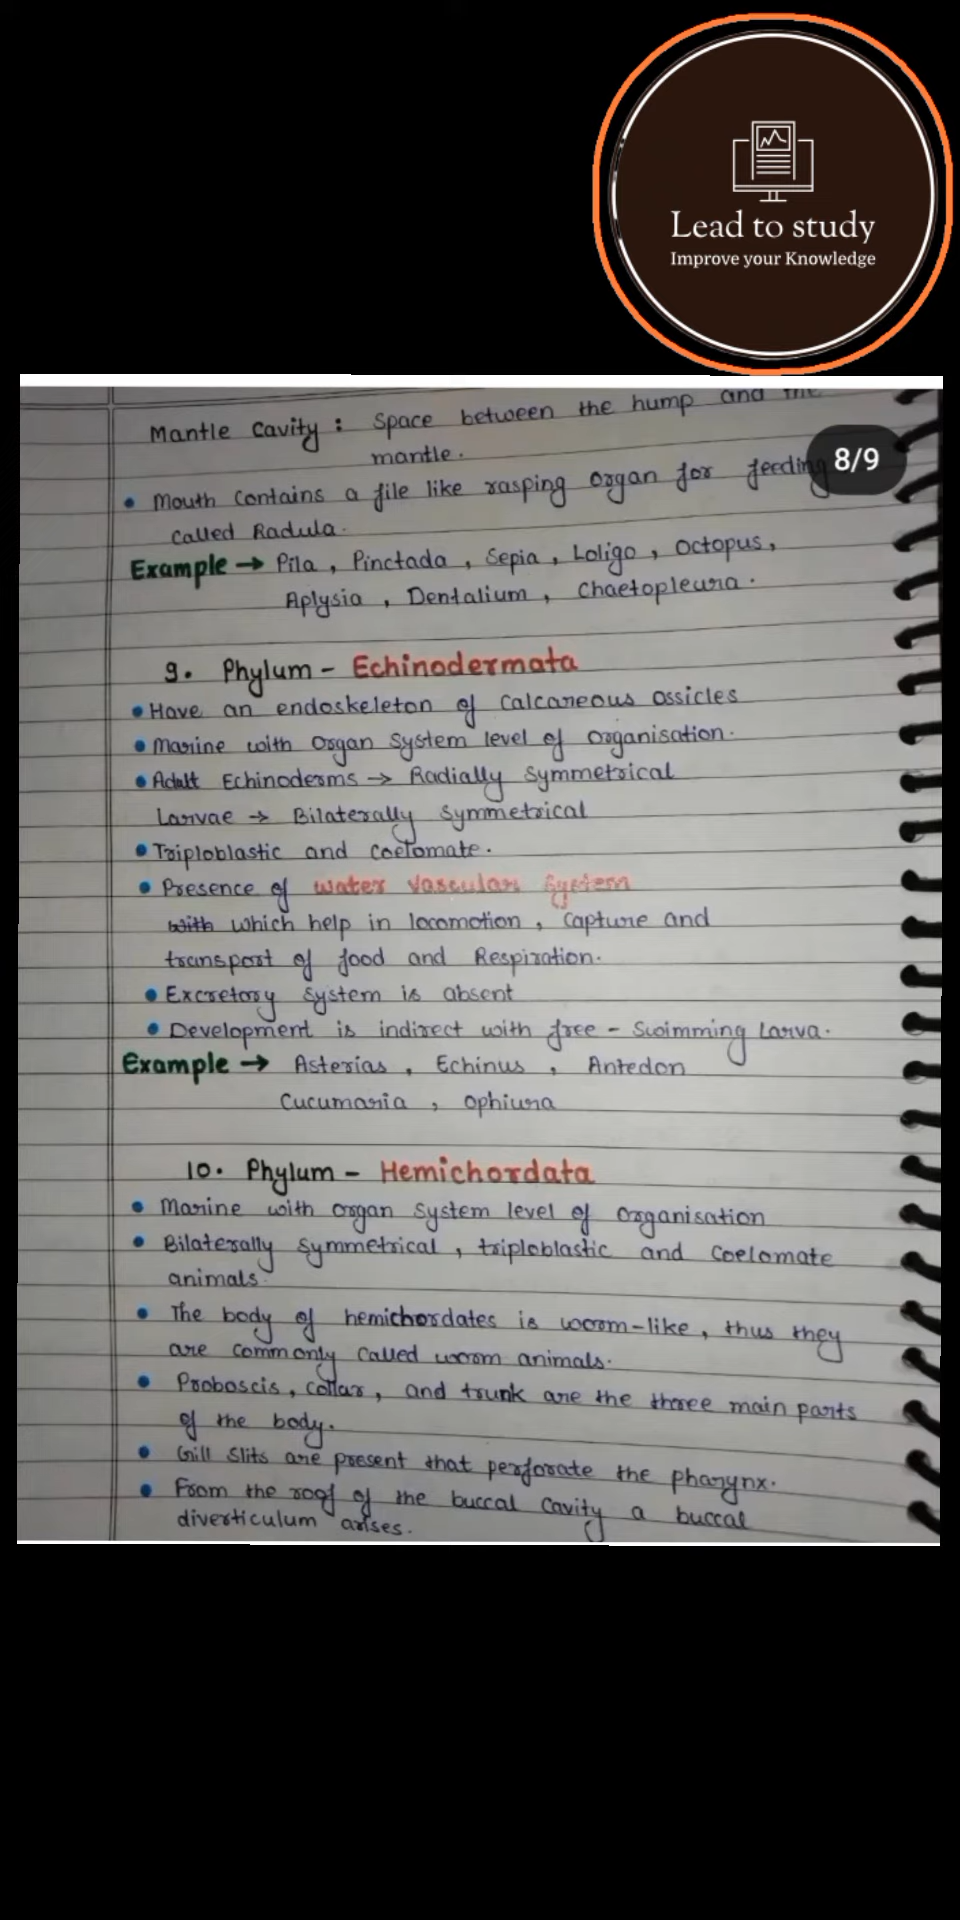 Lead to study
Improve your Knowledge
Mantle Cavity : Space between the hump and the
mantle.
8/9
• Mouth contains a file like rasping organ for feeding
called Radula.
Example → Pila , Pinctada , Sepia , Loligo , Octopus ,
Aplysia , Dentalium , Chaetopleura .
9. Phylum - Echinodermata
• Have an endoskeleton of Calcaneous Ossicles
• Marine with Organ System level of Organisation.
• Adult Echinoderms → Radially Symmetrical
Larvae → Bilaterally Symmetrical
• Triploblastic and Coelomate.
• Presence of water Vascular System
with which help in locomotion , Capture and
transport of food and Respiration.
• Excretory System is absent
• Development is indirect with free - Swimming Larva.
Example → Asterias , Echinus , Antedon
Cucumaria , Ophiura
10. Phylum - Hemichordata
• Marine with organ System level of Organisation
• Bilaterally Symmetrical , triploblastic and Coelomate
animals.
• The body of hemichordates is worm-like , thus they
are Commonly Called worm animals.
• Proboscis , Collar , and trunk are the three main parts
of the body.
• Gill Slits are present that perforate the pharynx.
• From the roof of the buccal Cavity a buccal
diverticulum arises.